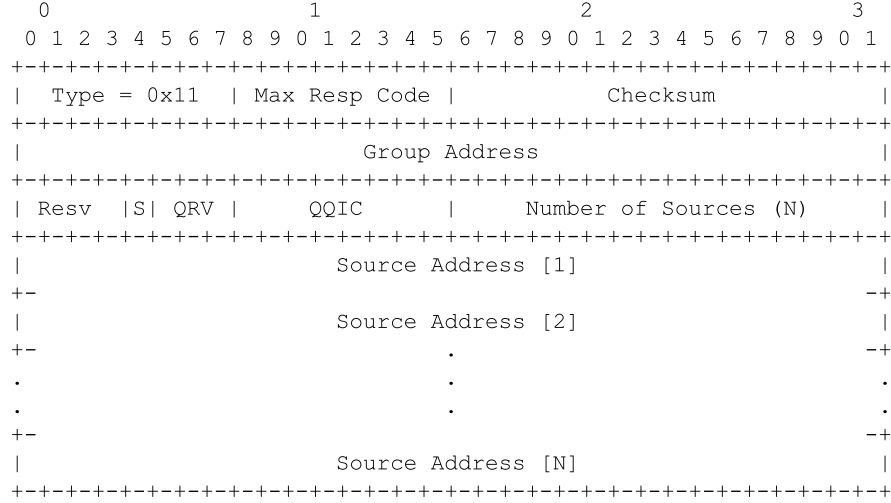 0                   1                   2                   3
 0 1 2 3 4 5 6 7 8 9 0 1 2 3 4 5 6 7 8 9 0 1 2 3 4 5 6 7 8 9 0 1
+-+-+-+-+-+-+-+-+-+-+-+-+-+-+-+-+-+-+-+-+-+-+-+-+-+-+-+-+-+-+-+-+
|  Type = 0x11  | Max Resp Code |           Checksum            |
+-+-+-+-+-+-+-+-+-+-+-+-+-+-+-+-+-+-+-+-+-+-+-+-+-+-+-+-+-+-+-+-+
|                         Group Address                         |
+-+-+-+-+-+-+-+-+-+-+-+-+-+-+-+-+-+-+-+-+-+-+-+-+-+-+-+-+-+-+-+-+
| Resv  |S| QRV |     QQIC      |     Number of Sources (N)     |
+-+-+-+-+-+-+-+-+-+-+-+-+-+-+-+-+-+-+-+-+-+-+-+-+-+-+-+-+-+-+-+-+
|                       Source Address [1]                      |
+-                                                             -+
|                       Source Address [2]                      |
+-                              .                              -+
.                               .                               .
.                               .                               .
+-                                                             -+
|                       Source Address [N]                      |
+-+-+-+-+-+-+-+-+-+-+-+-+-+-+-+-+-+-+-+-+-+-+-+-+-+-+-+-+-+-+-+-+